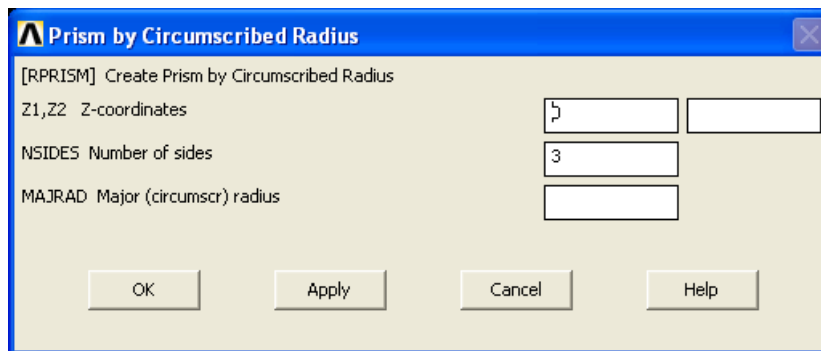 Prism by Circumscribed Radius
[RPRISM] Create Prism by Circumscribed Radius
Z1,Z2 Z-coordinates
NSIDES Number of sides
3
MAJRAD Major (circumscr) radius
OK
Apply
Cancel
Help